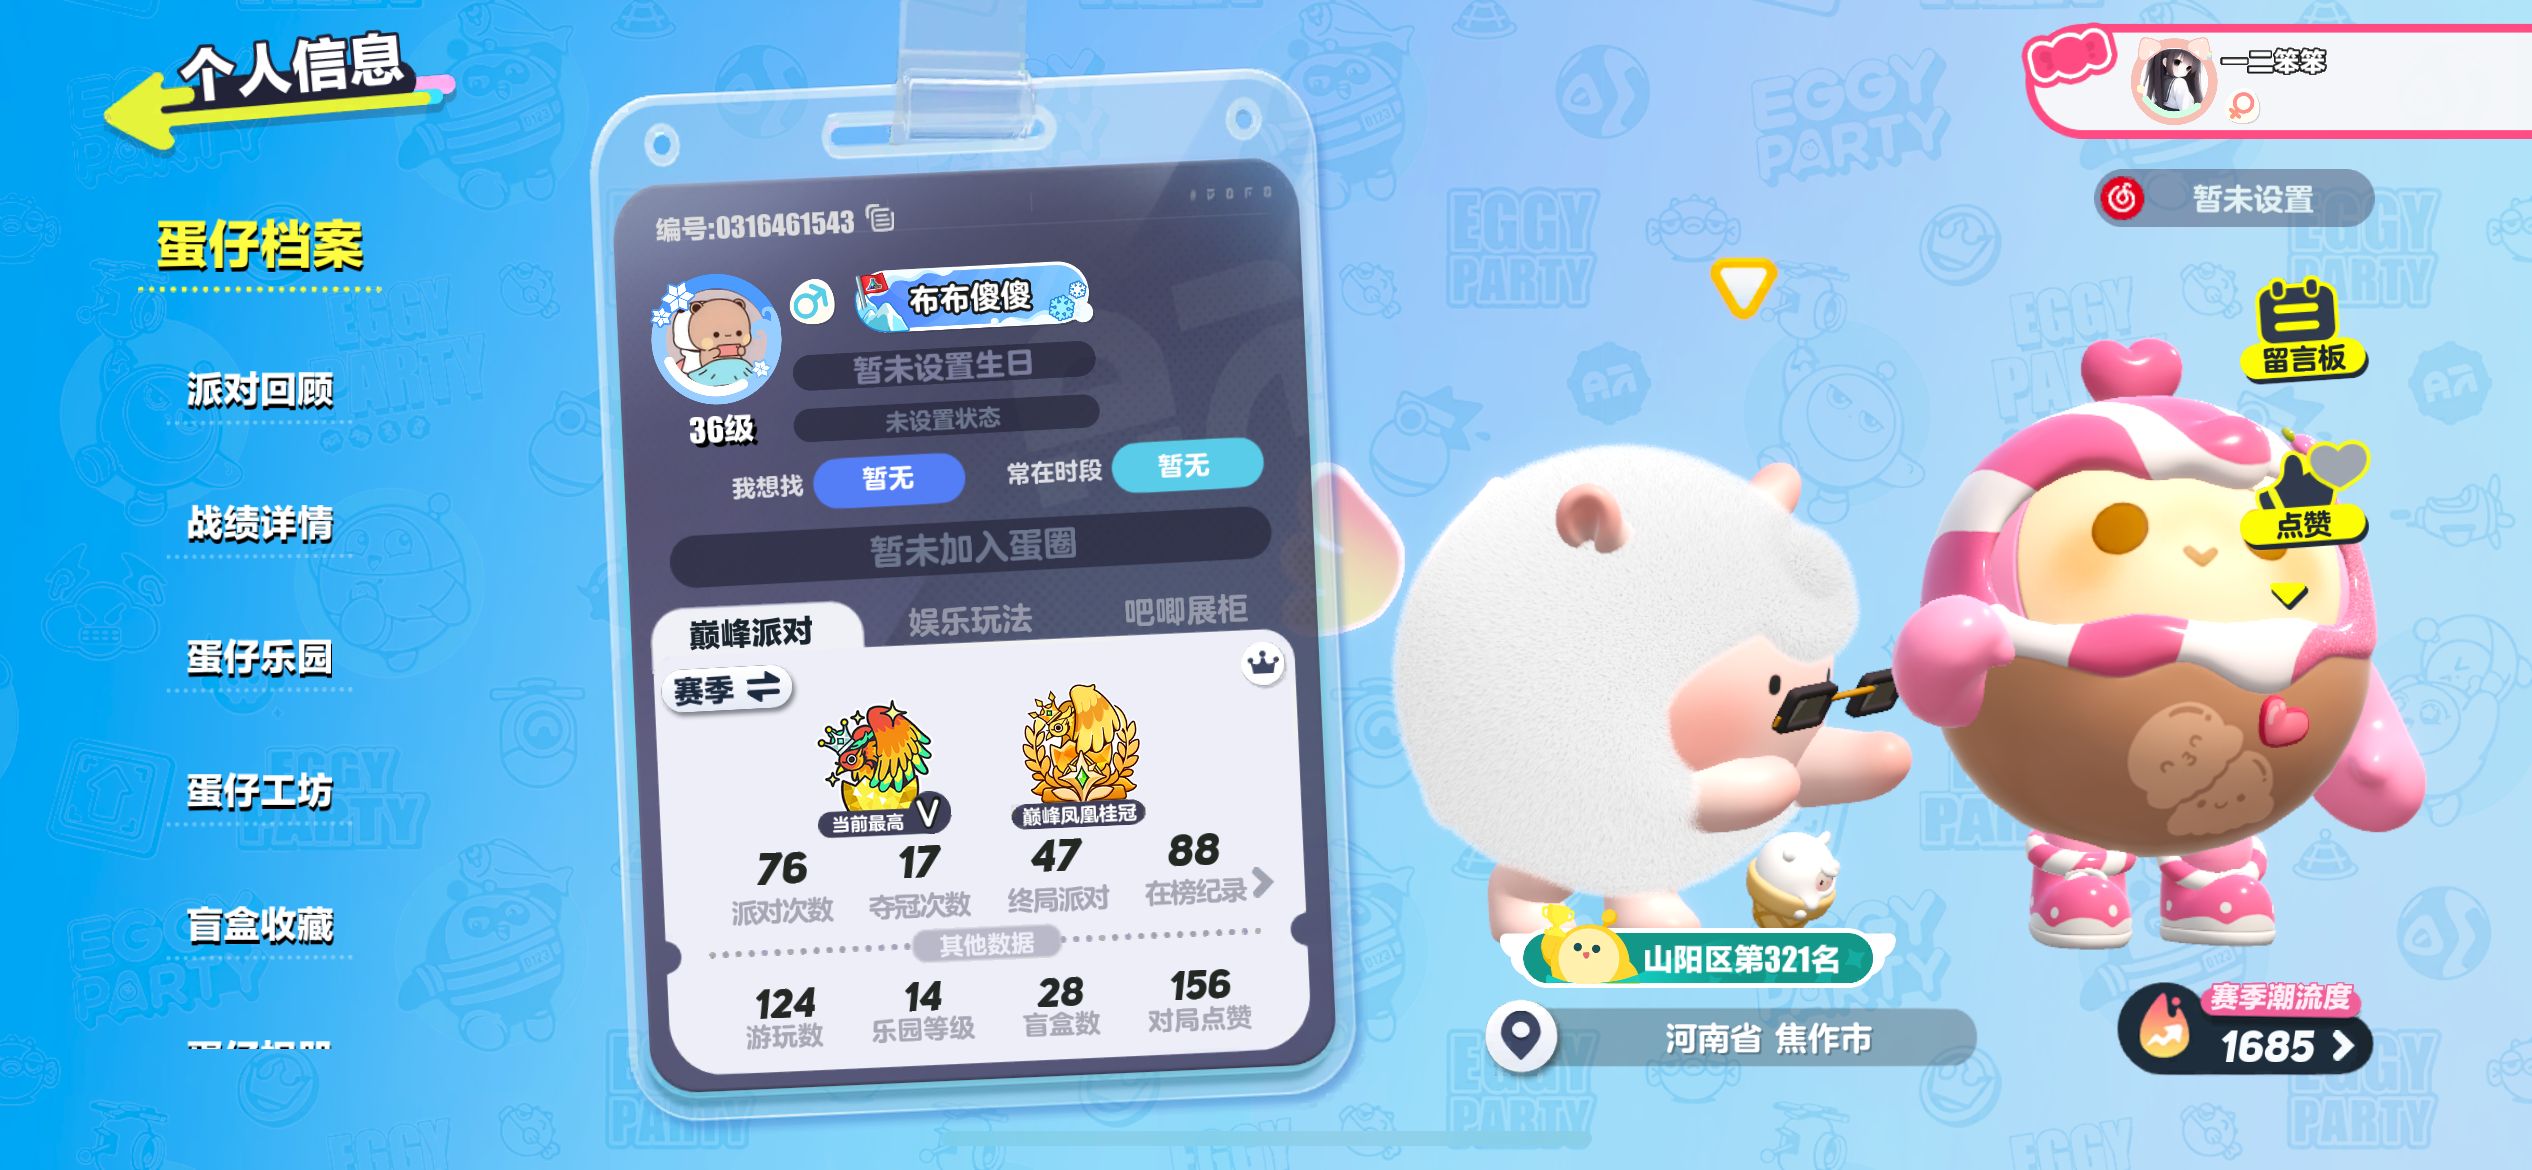 个人信息
蛋仔档案
派对回顾
战绩详情
蛋仔乐园
蛋仔工坊
盲盒收藏
编号:0316461543
布布傻傻
暂未设置生日
36级
未设置状态
我想找 暂无 常在时段 暂无
暂未加入蛋圈
巅峰派对 娱乐玩法 吧唧展柜
赛季
当前最高 V 巅峰凤凰桂冠
76 17 47 88
派对次数 夺冠次数 终局派对 在榜纪录
其他数据
124 14 28 156
游玩数 乐园等级 盲盒数 对局点赞
一二笨笨
暂未设置
留言板
点赞
山阳区第321名
河南省 焦作市
赛季潮流度
1685
EGGY PARTY